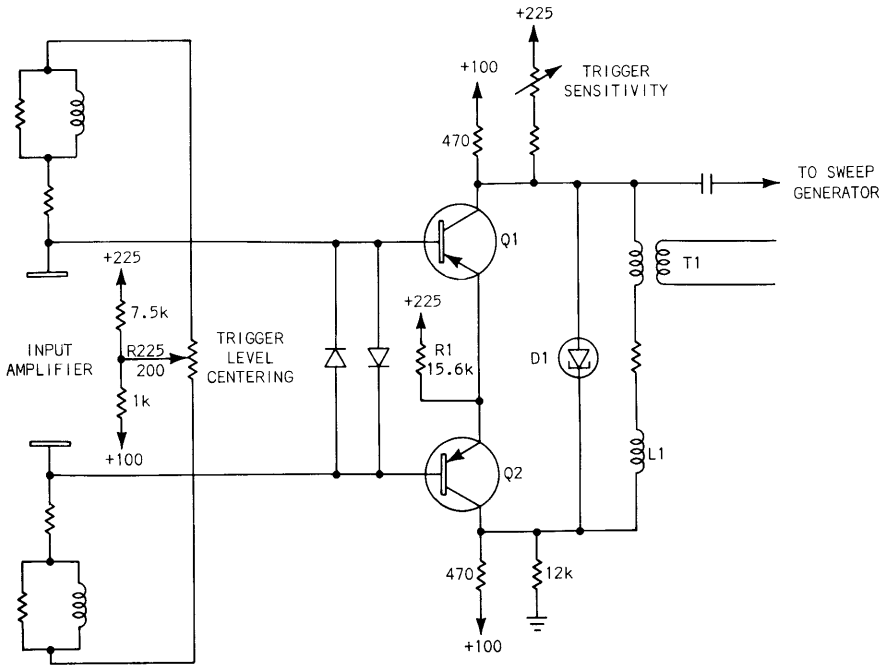 +225
+100
TRIGGER
SENSITIVITY
470
TO SWEEP
GENERATOR
Q1
+225
7.5k
+225
T1
INPUT
AMPLIFIER
R225
200
TRIGGER
LEVEL
CENTERING
R1
15.6k
D1
1k
+100
L1
Q2
470
12k
+100